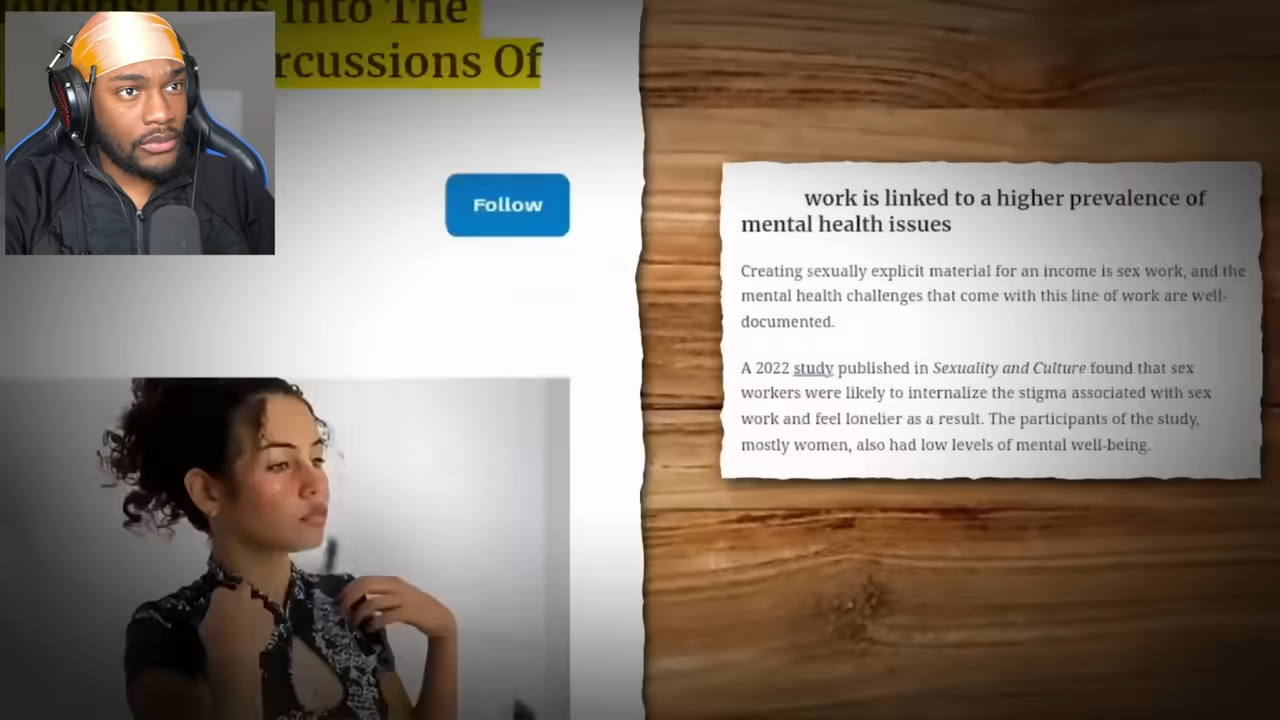 Digs Into The
rcussions Of
Follow
work is linked to a higher prevalence of
mental health issues
Creating sexually explicit material for an income is sex work, and the
mental health challenges that come with this line of work are well-
documented.
A 2022 study published in Sexuality and Culture found that sex
workers were likely to internalize the stigma associated with sex
work and feel lonelier as a result. The participants of the study,
mostly women, also had low levels of mental well-being.